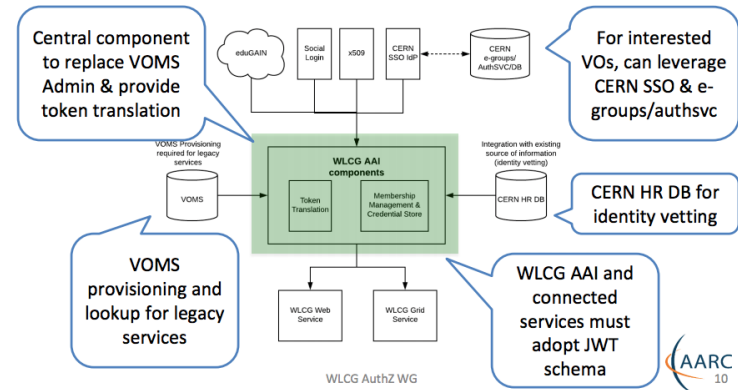 Central component
to replace VOMS
Admin & provide
token translation
eduGAIN
Social
Login
x509
CERN
SSO IdP
CERN
e-groups/
AuthSVC/DB
For interested
VOs, can leverage
CERN SSO & e-
groups/authsvc
VOMS Provisioning
required for legacy
services
WLCG AAI
components
Integration with existing
source of information
(identity vetting)
VOMS
Token
Translation
Membership
Management &
Credential Store
CERN HR DB
CERN HR DB for
identity vetting
VOMS
provisioning and
lookup for legacy
services
WLCG Web
Service
WLCG Grid
Service
WLCG AAI and
connected
services must
adopt JWT
schema
WLCG AuthZ WG
AARC
10